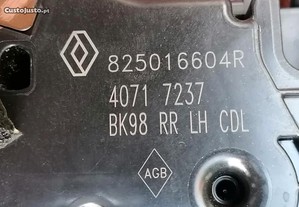 CustoJusto.pt
825016604R
4071 7237
BK98 RR LH CDL
AGB